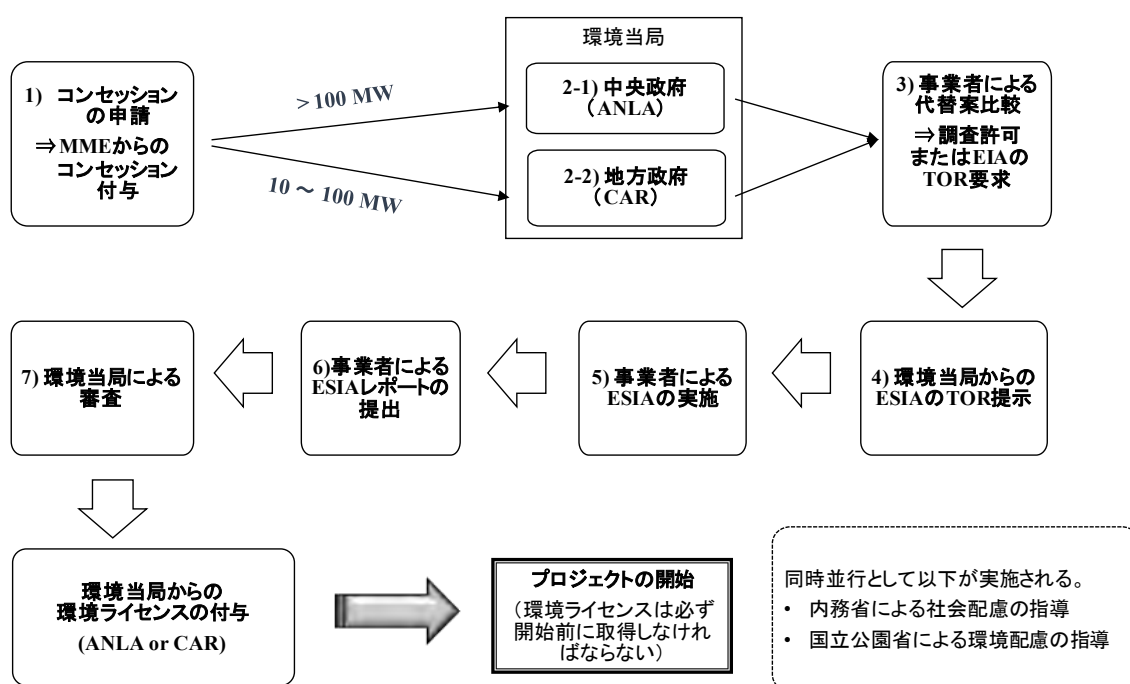 1) コンセッション
の申請
⇒MMEからの
コンセッション
付与
> 100 MW
10 ~ 100 MW
環境当局
2-1) 中央政府
（ANLA）
2-2) 地方政府
（CAR）
3) 事業者による
代替案比較
⇒調査許可
またはEIAの
TOR要求
4) 環境当局からの
ESIAのTOR提示
5) 事業者による
ESIAの実施
6)事業者による
ESIAレポートの
提出
7) 環境当局による
審査
環境当局からの
環境ライセンスの付与
(ANLA or CAR)
プロジェクトの開始
（環境ライセンスは必ず
開始前に取得しなけれ
ばならない）
同時並行として以下が実施される。
• 内務省による社会配慮の指導
• 国立公園省による環境配慮の指導